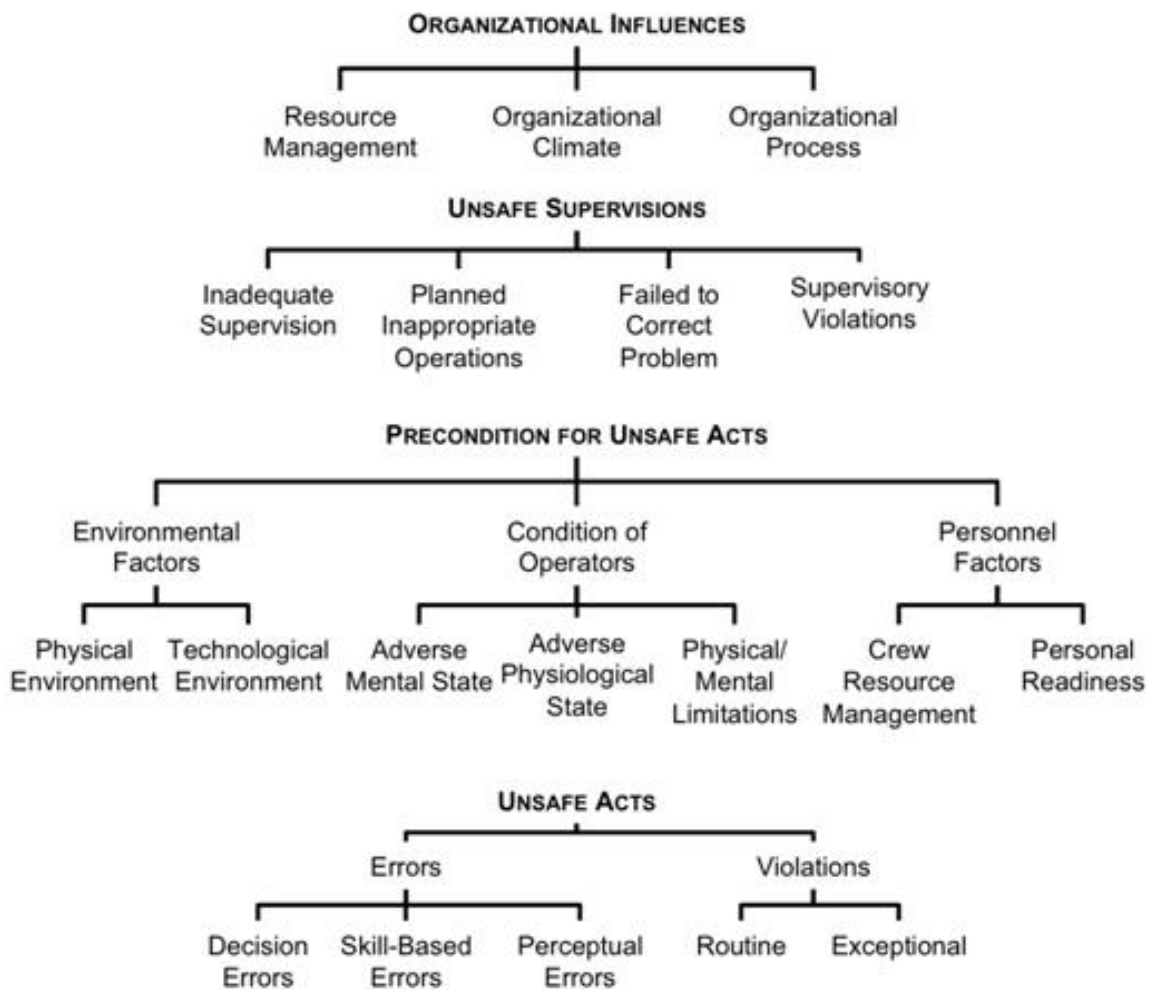 ORGANIZATIONAL INFLUENCES
Resource
Management
Organizational
Climate
Organizational
Process
UNSAFE SUPERVISIONS
Inadequate
Supervision
Planned
Inappropriate
Operations
Failed to
Correct
Problem
Supervisory
Violations
PRECONDITION FOR UNSAFE ACTS
Environmental
Factors
Condition of
Operators
Personnel
Factors
Physical
Environment
Technological
Environment
Adverse
Mental State
Adverse
Physiological
State
Physical/
Mental
Limitations
Crew
Resource
Management
Personal
Readiness
UNSAFE ACTS
Errors
Violations
Decision
Errors
Skill-Based
Errors
Perceptual
Errors
Routine
Exceptional